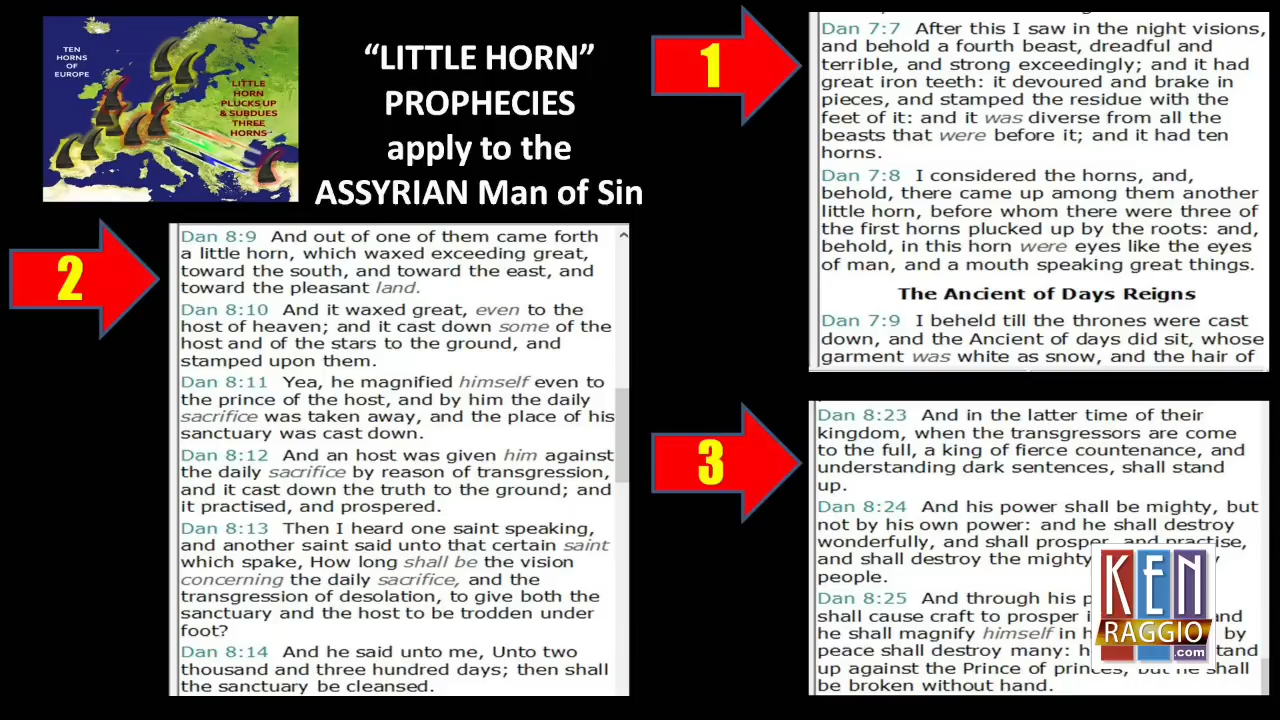 TEN
HORNS
OF
EUROPE
LITTLE
HORN
PLUCKS UP
& SUBDUES
THREE
HORNS
“LITTLE HORN”
PROPHECIES
apply to the
ASSYRIAN Man of Sin
1
Dan 7:7 After this I saw in the night visions,
and behold a fourth beast, dreadful and
terrible, and strong exceedingly; and it had
great iron teeth: it devoured and brake in
pieces, and stamped the residue with the
feet of it: and it was diverse from all the
beasts that were before it; and it had ten
horns.
Dan 7:8 I considered the horns, and,
behold, there came up among them another
little horn, before whom there were three of
the first horns plucked up by the roots: and,
behold, in this horn were eyes like the eyes
of man, and a mouth speaking great things.
The Ancient of Days Reigns
Dan 7:9 I beheld till the thrones were cast
down, and the Ancient of days did sit, whose
garment was white as snow, and the hair of
2
Dan 8:9 And out of one of them came forth
a little horn, which waxed exceeding great,
toward the south, and toward the east, and
toward the pleasant land.
Dan 8:10 And it waxed great, even to the
host of heaven; and it cast down some of the
host and of the stars to the ground, and
stamped upon them.
Dan 8:11 Yea, he magnified himself even to
the prince of the host, and by him the daily
sacrifice was taken away, and the place of his
sanctuary was cast down.
Dan 8:12 And an host was given him against
the daily sacrifice by reason of transgression,
and it cast down the truth to the ground; and
it practised, and prospered.
Dan 8:13 Then I heard one saint speaking,
and another saint said unto that certain saint
which spake, How long shall be the vision
concerning the daily sacrifice, and the
transgression of desolation, to give both the
sanctuary and the host to be trodden under
foot?
Dan 8:14 And he said unto me, Unto two
thousand and three hundred days; then shall
the sanctuary be cleansed.
3
Dan 8:23 And in the latter time of their
kingdom, when the transgressors are come
to the full, a king of fierce countenance, and
understanding dark sentences, shall stand
up.
Dan 8:24 And his power shall be mighty, but
not by his own power: and he shall destroy
wonderfully, and shall prosper, and practise,
and shall destroy the mighty
people.
Dan 8:25 And through his
shall cause craft to prosper and
he shall magnify himself in by
peace shall destroy many:
up against the Prince of princes, but he shall
be broken without hand.
KEN
RAGGIO
.com